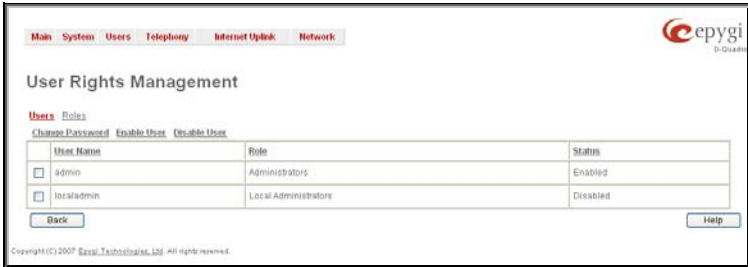 Main System Users Telephony Internet Uplink Network
epygi
D-Quadro
User Rights Management
Users Roles
Change Password Enable User Disable User
User Name Role Status
admin Administrators Enabled
localadmin Local Administrators Disabled
Back Help
Copyright (C) 2007 Epygi Technologies, Ltd. All rights reserved.